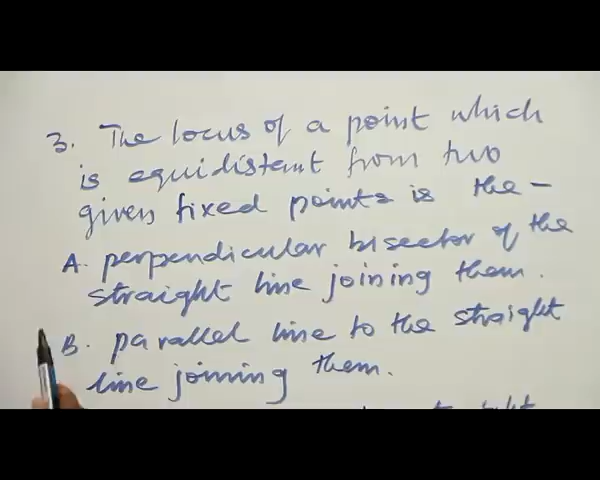 3. The locus of a point which
is equidistant from two
given fixed points is the -
A. perpendicular bisector of the
straight line joining them.
B. parallel line to the straight
line joining them.